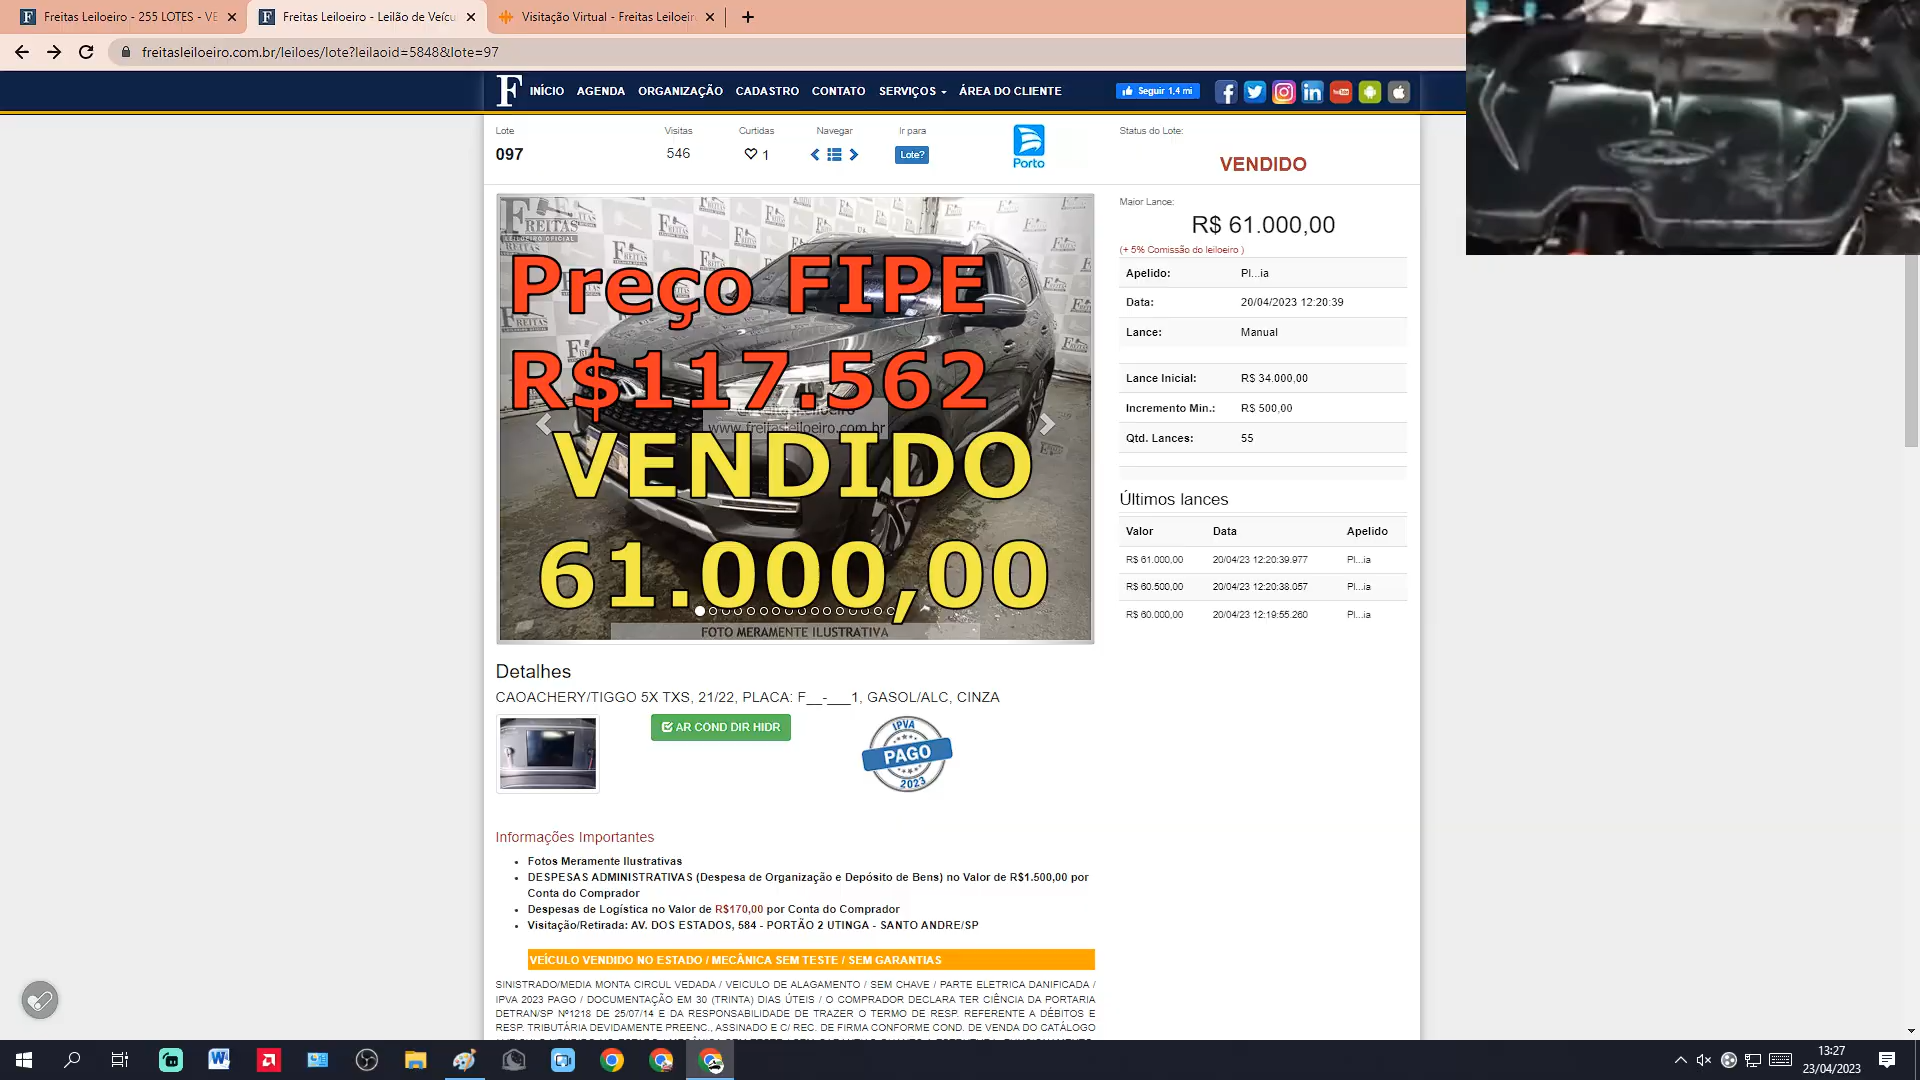 Freitas Leiloeiro - 255 LOTES - VE
Freitas Leiloeiro - Leilão de Veícu
Visitação Virtual - Freitas Leiloeir
freitasleiloeiro.com.br/leiloes/lote?leilaoid=5848&lote=97
F INÍCIO AGENDA ORGANIZAÇÃO CADASTRO CONTATO SERVIÇOS ÁREA DO CLIENTE
Seguir 1,4 mi
Lote Visitas Curtidas Navegar Ir para
097 546 1 Lote?
Porto
Status do Lote:
VENDIDO
FREITAS
LEILOEIRO OFICIAL
Preço FIPE
R$117.562
www.freitasleiloeiro.com.br
VENDIDO
61.000,00
FOTO MERAMENTE ILUSTRATIVA
Maior Lance:
R$ 61.000,00
(+ 5% Comissão do leiloeiro )
Apelido: Pl...ia
Data: 20/04/2023 12:20:39
Lance: Manual
Lance Inicial: R$ 34.000,00
Incremento Min.: R$ 500,00
Qtd. Lances: 55
Últimos lances
Valor Data Apelido
R$ 61.000,00 20/04/23 12:20:39.977 Pl...ia
R$ 60.500,00 20/04/23 12:20:38.057 Pl...ia
R$ 60.000,00 20/04/23 12:19:55.260 Pl...ia
Detalhes
CAOACHERY/TIGGO 5X TXS, 21/22, PLACA: F__-___1, GASOL/ALC, CINZA
AR COND DIR HIDR
IPVA
PAGO
2023
Informações Importantes
Fotos Meramente Ilustrativas
DESPESAS ADMINISTRATIVAS (Despesa de Organização e Depósito de Bens) no Valor de R$1.500,00 por
Conta do Comprador
Despesas de Logística no Valor de R$170,00 por Conta do Comprador
Visitação/Retirada: AV. DOS ESTADOS, 584 - PORTÃO 2 UTINGA - SANTO ANDRE/SP
VEÍCULO VENDIDO NO ESTADO / MECÂNICA SEM TESTE / SEM GARANTIAS
SINISTRADO/MEDIA MONTA CIRCUL VEDADA / VEICULO DE ALAGAMENTO / SEM CHAVE / PARTE ELETRICA DANIFICADA /
IPVA 2023 PAGO / DOCUMENTAÇÃO EM 30 (TRINTA) DIAS ÚTEIS / O COMPRADOR DECLARA TER CIÊNCIA DA PORTARIA
DETRAN/SP Nº1218 DE 25/07/14 E DA RESPONSABILIDADE DE TRAZER O TERMO DE RESP. REFERENTE A DÉBITOS E
RESP. TRIBUTÁRIA DEVIDAMENTE PREENC., ASSINADO E C/ REC. DE FIRMA CONFORME COND. DE VENDA DO CATÁLOGO
13:27
23/04/2023